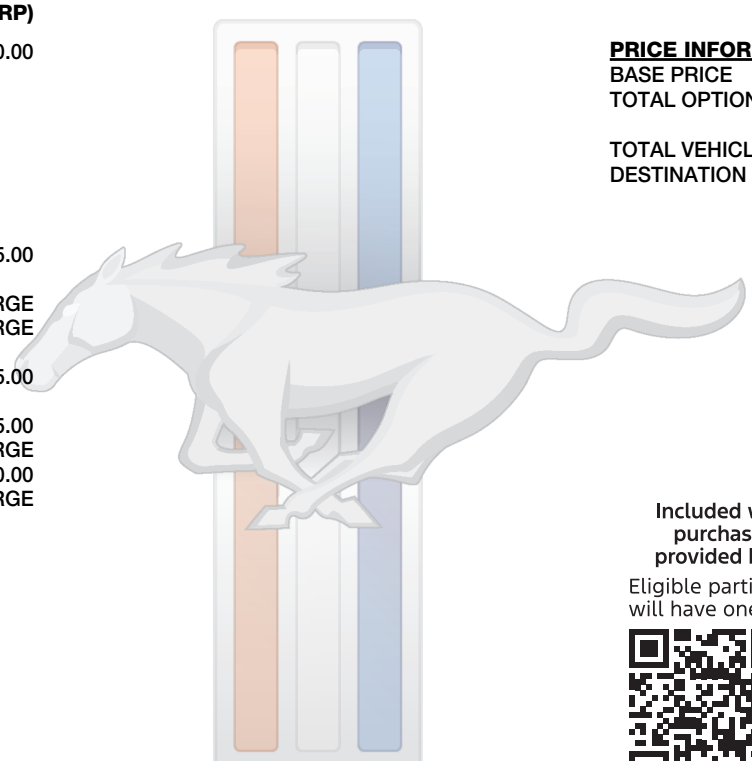 RP)
0.00
5.00
RGE
RGE
5.00
5.00
RGE
0.00
RGE
PRICE INFOR
BASE PRICE
TOTAL OPTION
TOTAL VEHICL
DESTINATION
Included w
purchas
provided b
Eligible parti
will have one